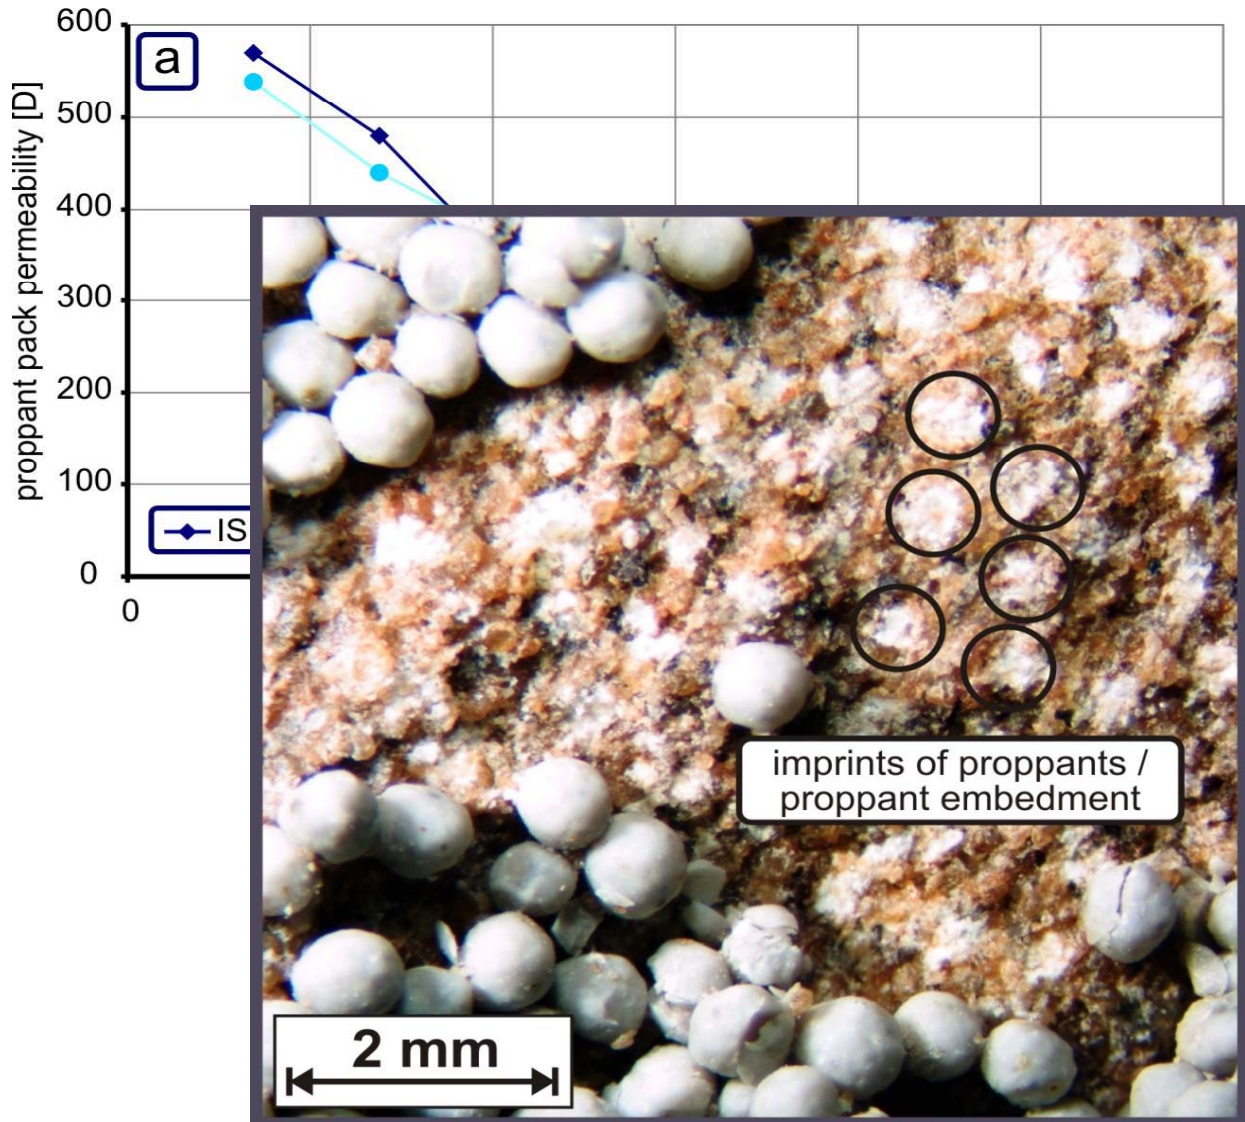 600
a
500
400
300
200
100
0
proppant pack permeability [D]
IS
0
imprints of proppants /
proppant embedment
2 mm